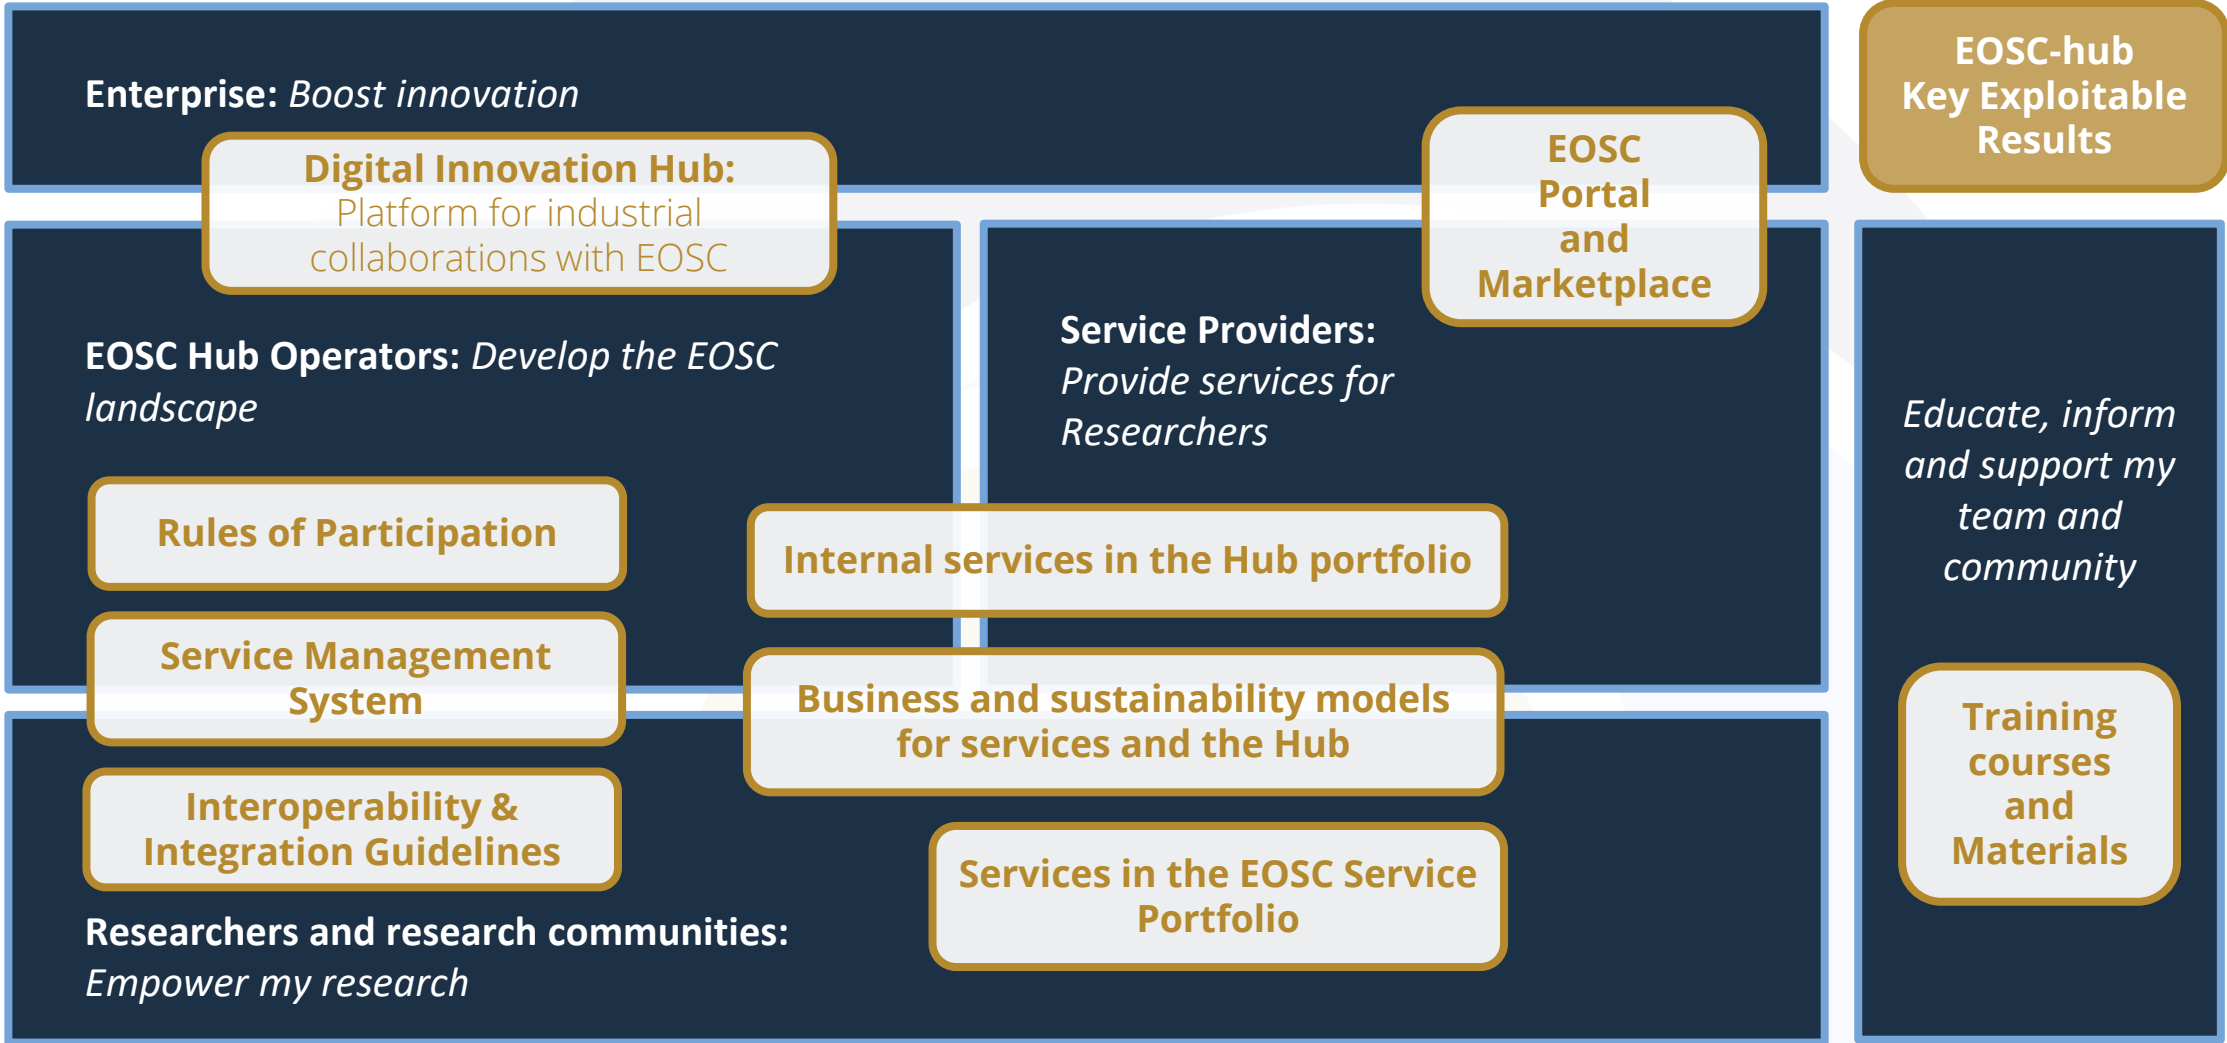 Enterprise: Boost innovation
EOSC-hub
Key Exploitable
Results
Digital Innovation Hub:
Platform for industrial
collaborations with EOSC
EOSC
Portal
and
Marketplace
EOSC Hub Operators: Develop the EOSC
landscape
Service Providers:
Provide services for
Researchers
Educate, inform
and support my
team and
community
Rules of Participation
Internal services in the Hub portfolio
Service Management
System
Business and sustainability models
for services and the Hub
Training
courses
and
Materials
Interoperability &
Integration Guidelines
Services in the EOSC Service
Portfolio
Researchers and research communities:
Empower my research